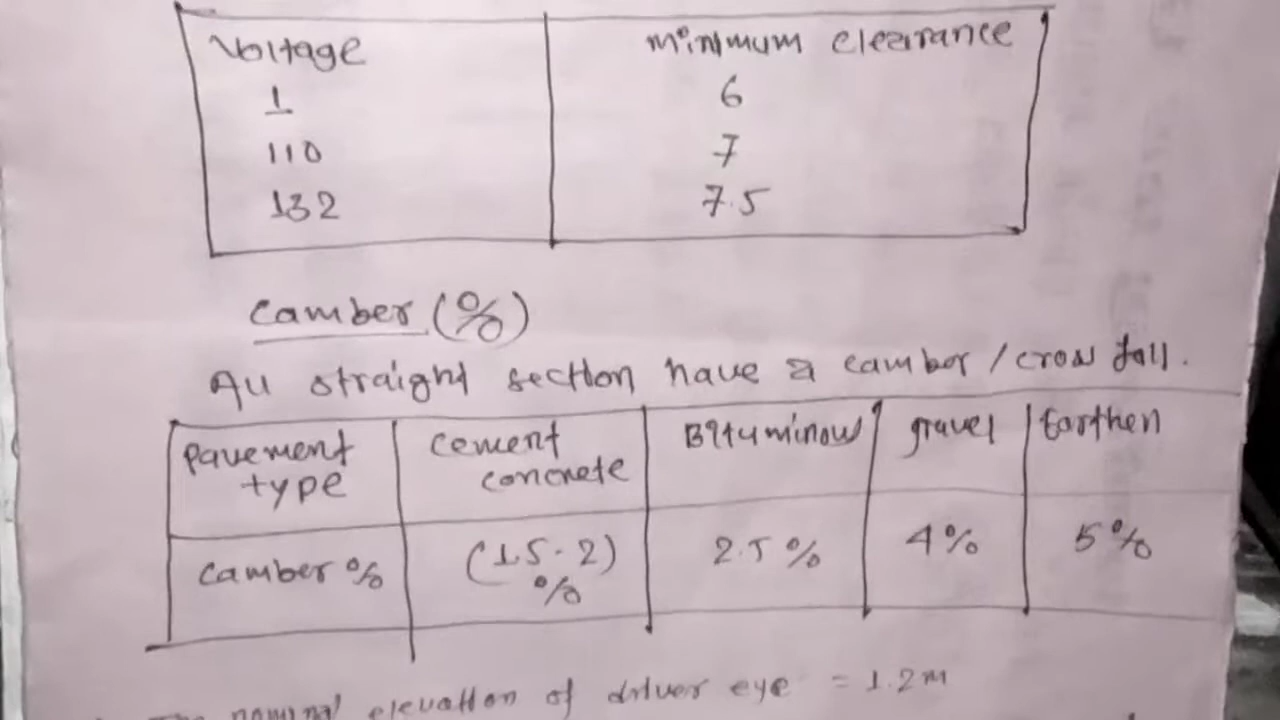 Voltage minimum clearance
1 6
110 7
132 7.5
Camber (%)
All straight section have a camber / cross fall.
Pavement type Cement concrete Bituminous gravel Earthen
Camber % (1.5-2) % 2.5 % 4% 5%
The nominal elevation of driver eye = 1.2m